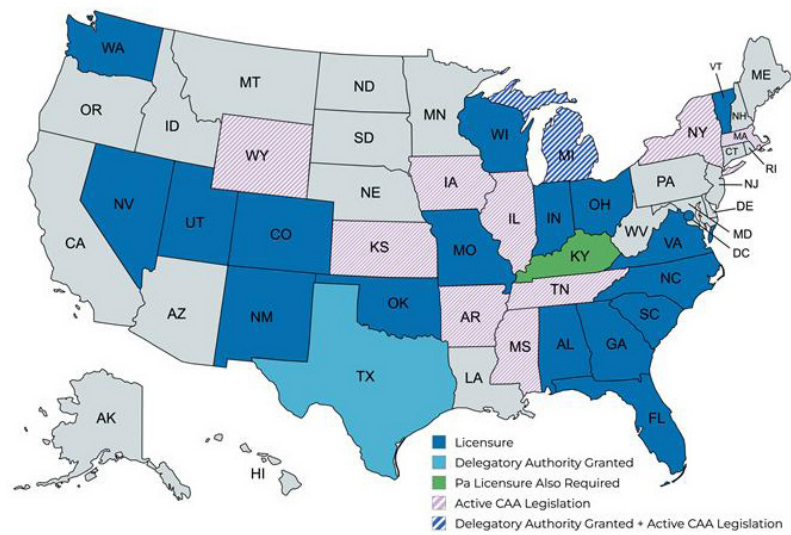 WA
MT
ND
MN
VT
ME
OR
ID
SD
WI
NH
NY
MA
WY
MI
CT
RI
IA
NE
PA
NJ
NV
UT
CO
IL
IN
OH
DE
CA
KS
MO
WV
MD
VA
DC
KY
NC
TN
AZ
NM
OK
AR
SC
MS
AL
GA
TX
LA
FL
AK
HI
Licensure
Delegatory Authority Granted
Pa Licensure Also Required
Active CAA Legislation
Delegatory Authority Granted + Active CAA Legislation